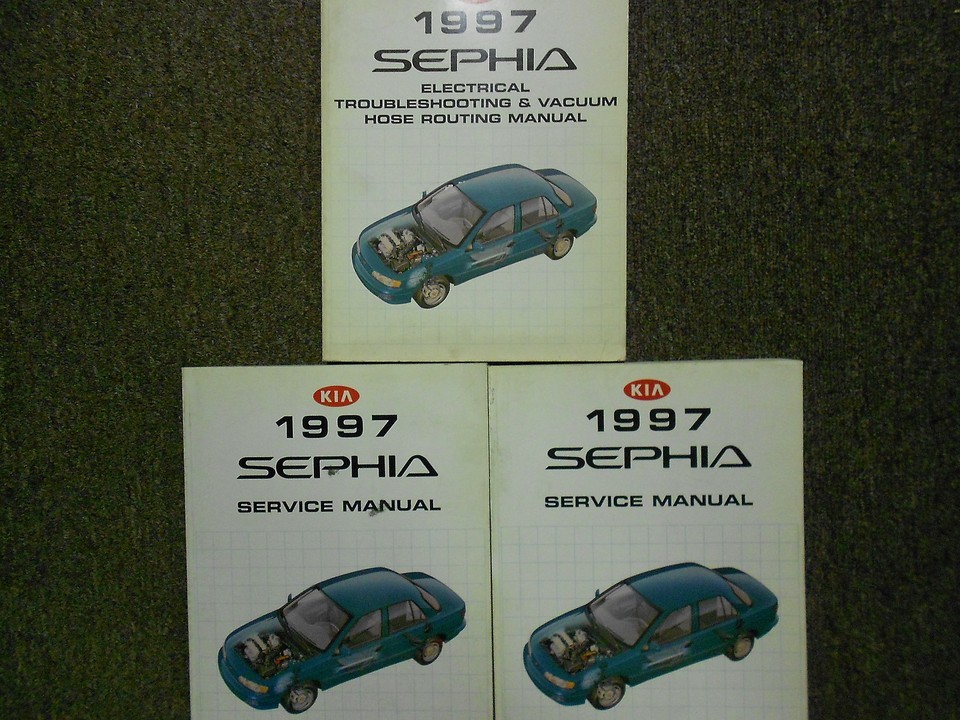 1997
SEPHIA
ELECTRICAL
TROUBLESHOOTING & VACUUM
HOSE ROUTING MANUAL
KIA
1997
SEPHIA
SERVICE MANUAL
KIA
1997
SEPHIA
SERVICE MANUAL